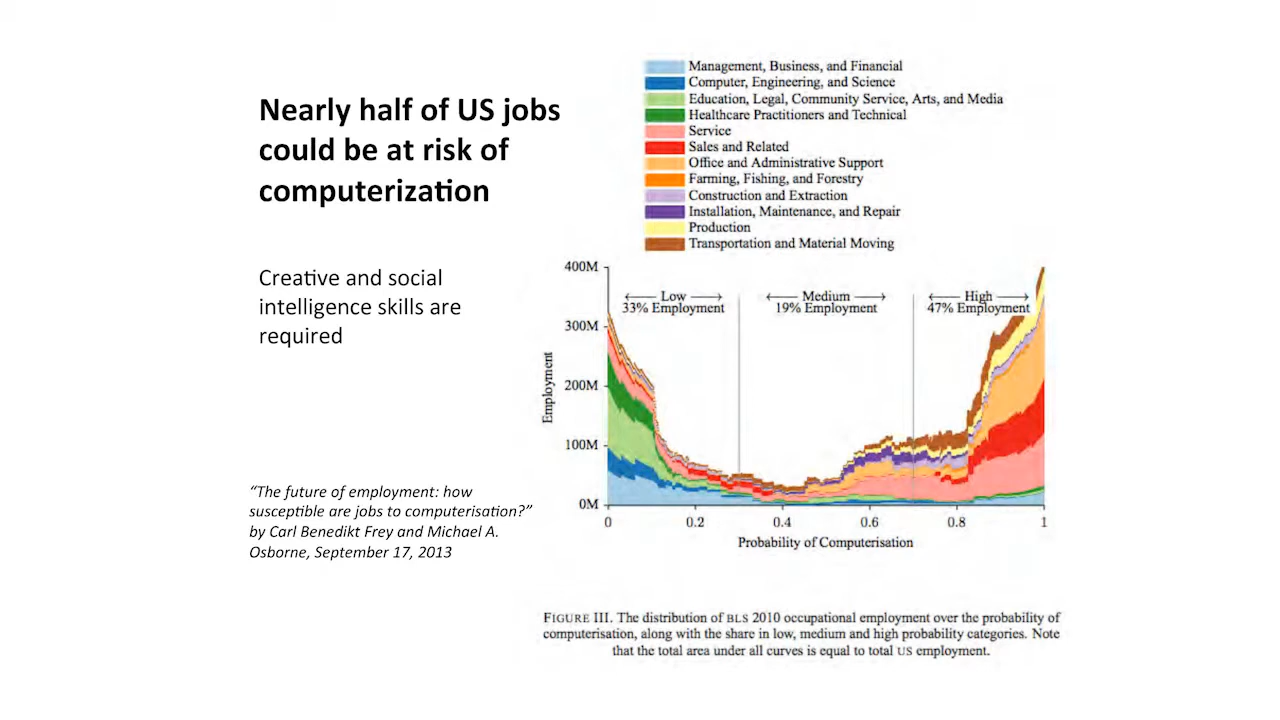 Nearly half of US jobs
could be at risk of
computerization
Creative and social
intelligence skills are
required
“The future of employment: how
susceptible are jobs to computerisation?”
by Carl Benedikt Frey and Michael A.
Osborne, September 17, 2013
Management, Business, and Financial
Computer, Engineering, and Science
Education, Legal, Community Service, Arts, and Media
Healthcare Practitioners and Technical
Service
Sales and Related
Office and Administrative Support
Farming, Fishing, and Forestry
Construction and Extraction
Installation, Maintenance, and Repair
Production
Transportation and Material Moving
400M
300M
200M
100M
0M
Employment
Low
33% Employment
Medium
19% Employment
High
47% Employment
0 0.2 0.4 0.6 0.8 1
Probability of Computerisation
FIGURE III. The distribution of BLS 2010 occupational employment over the probability of
computerisation, along with the share in low, medium and high probability categories. Note
that the total area under all curves is equal to total US employment.